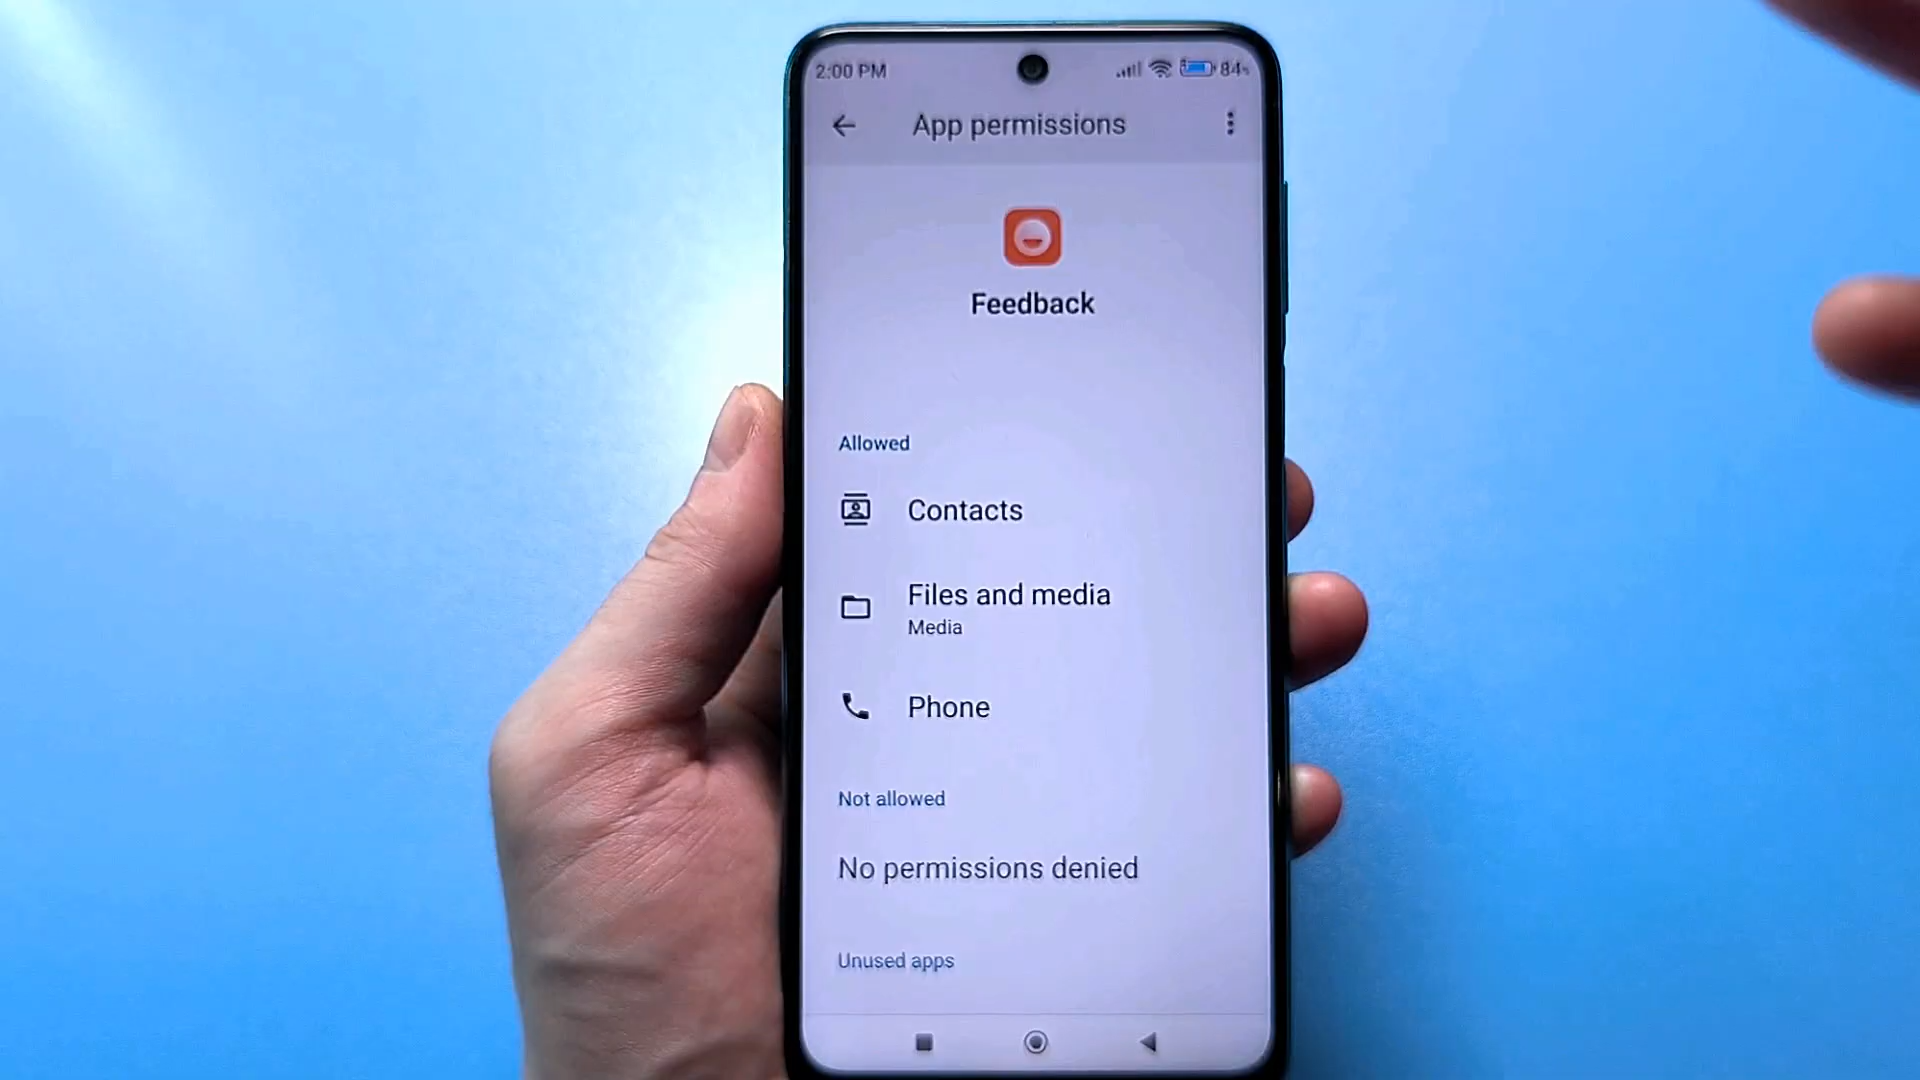 2:00 PM
84%
App permissions
Feedback
Allowed
Contacts
Files and media
Media
Phone
Not allowed
No permissions denied
Unused apps